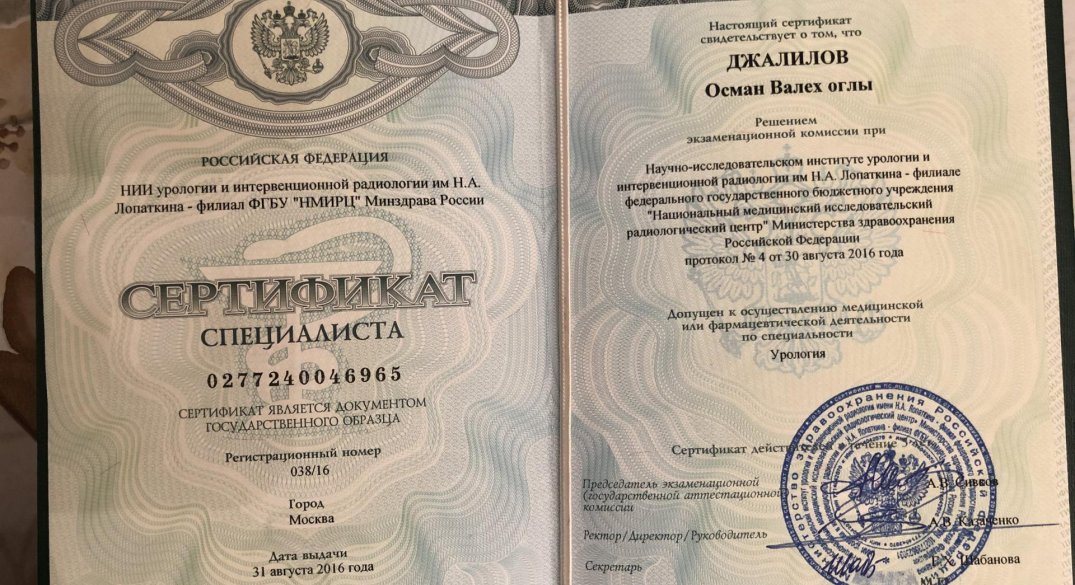 РОССИЙСКАЯ ФЕДЕРАЦИЯ
НИИ урологии и интервенционной радиологии им Н.А.
Лопаткина - филиал ФГБУ "НМИРЦ" Минздрава России
СЕРТИФИКАТ
СПЕЦИАЛИСТА
0277240046965
СЕРТИФИКАТ ЯВЛЯЕТСЯ ДОКУМЕНТОМ
ГОСУДАРСТВЕННОГО ОБРАЗЦА
Регистрационный номер
038/16
Город
Москва
Дата выдачи
31 августа 2016 года
Настоящий сертификат
свидетельствует о том, что
ДЖАЛИЛОВ
Осман Валех оглы
Решением
экзаменационной комиссии при
Научно-исследовательском институте урологии и
интервенционной радиологии им Н.А. Лопаткина - филиале
федерального государственного бюджетного учреждения
"Национальный медицинский исследовательский
радиологический центр" Министерства здравоохранения
Российской Федерации
протокол № 4 от 30 августа 2016 года
Допущен к осуществлению медицинской
или фармацевтической деятельности
по специальности
Урология
Сертификат
Председатель экзаменационной
(государственной аттестационной
комиссии
А.В. Сивков
Ректор/Директор/Руководитель
А.В. Казаченко
Секретарь
Шабанова